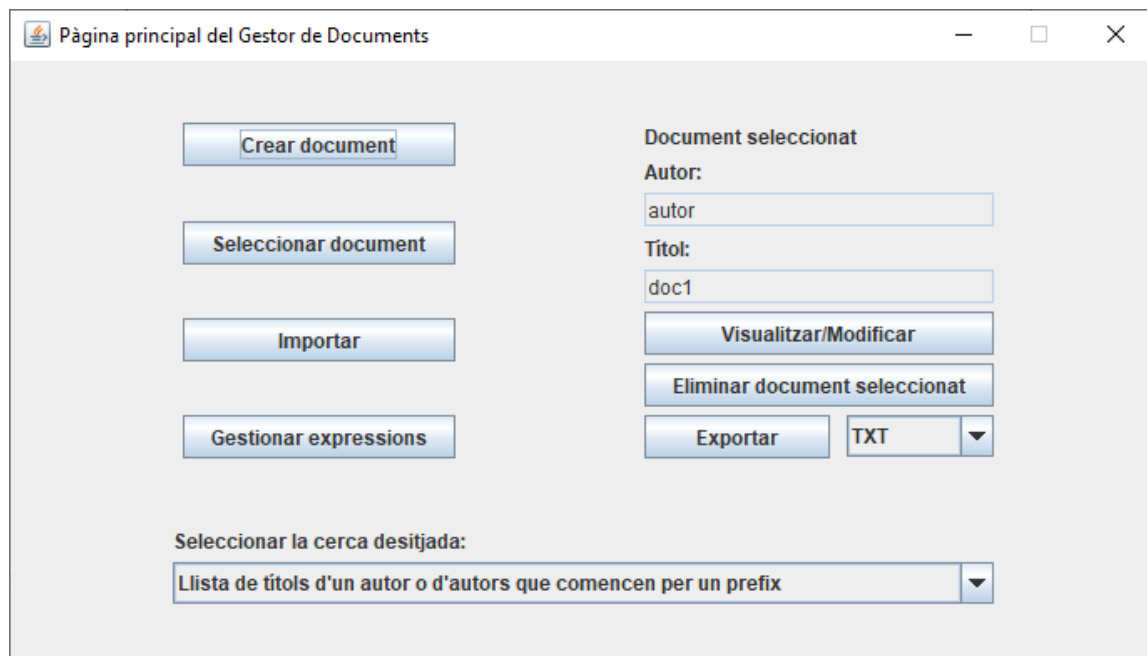 Pàgina principal del Gestor de Documents
Crear document
Seleccionar document
Importar
Gestionar expressions
Document seleccionat
Autor:
autor
Títol:
doc1
Visualitzar/Modificar
Eliminar document seleccionat
Exportar
TXT
Seleccionar la cerca desitjada:
Llista de títols d'un autor o d'autors que comencen per un prefix